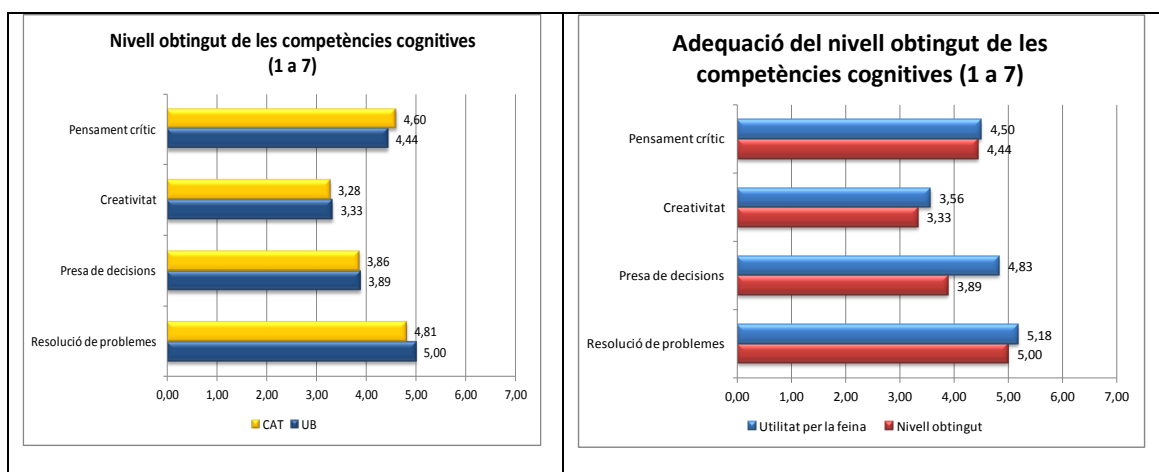 Nivell obtingut de les competències cognitives
(1 a 7)
Pensament crític
4,60
4,44
Creativitat
3,28
3,33
Presa de decisions
3,86
3,89
Resolució de problemes
4,81
5,00
0,00 1,00 2,00 3,00 4,00 5,00 6,00 7,00
CAT UB
Adequació del nivell obtingut de les
competències cognitives (1 a 7)
Pensament crític
4,50
4,44
Creativitat
3,56
3,33
Presa de decisions
4,83
3,89
Resolució de problemes
5,18
5,00
0,00 1,00 2,00 3,00 4,00 5,00 6,00 7,00
Utilitat per la feina Nivell obtingut